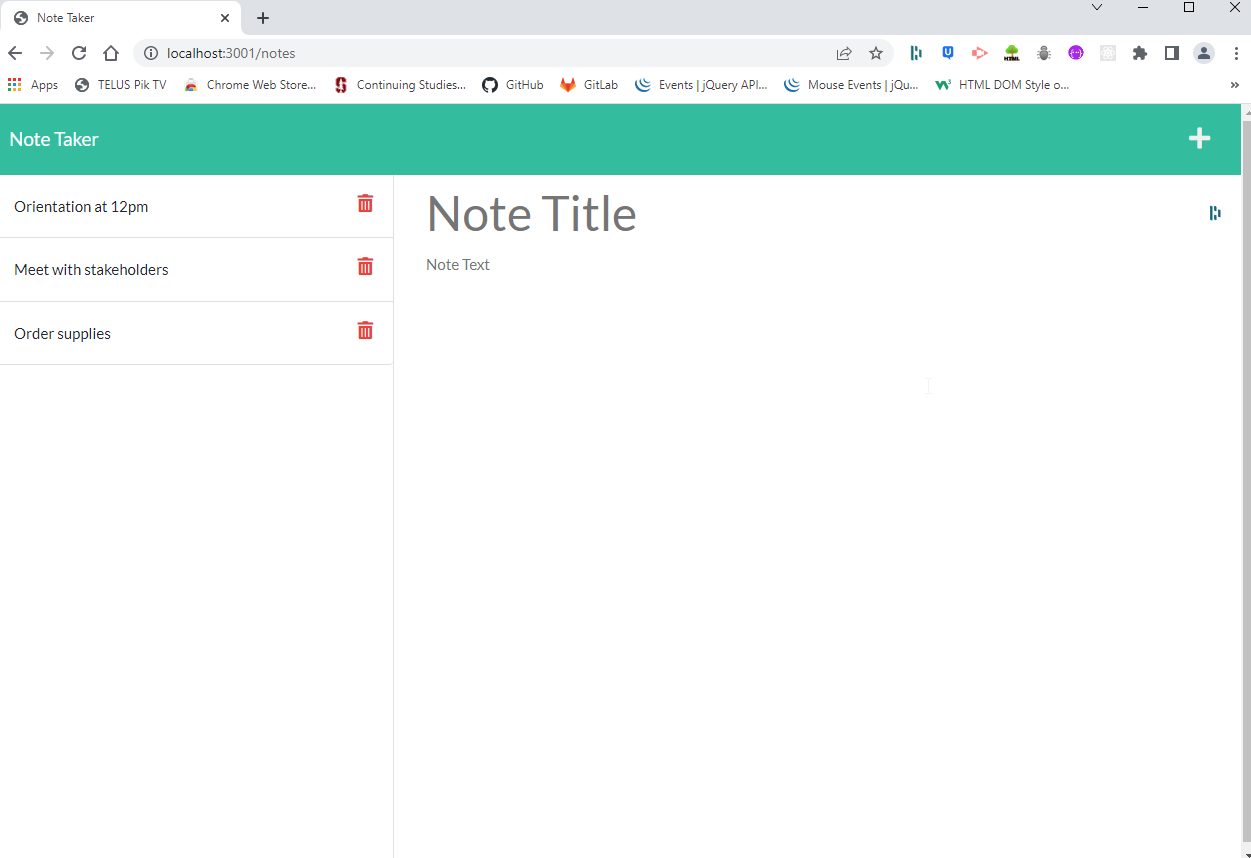 Note Taker
localhost:3001/notes
Apps TELUS Pik TV Chrome Web Store... Continuing Studies... GitHub GitLab Events | jQuery API... Mouse Events | jQu... HTML DOM Style o...
Note Taker
Orientation at 12pm
Meet with stakeholders
Order supplies
Note Title
Note Text